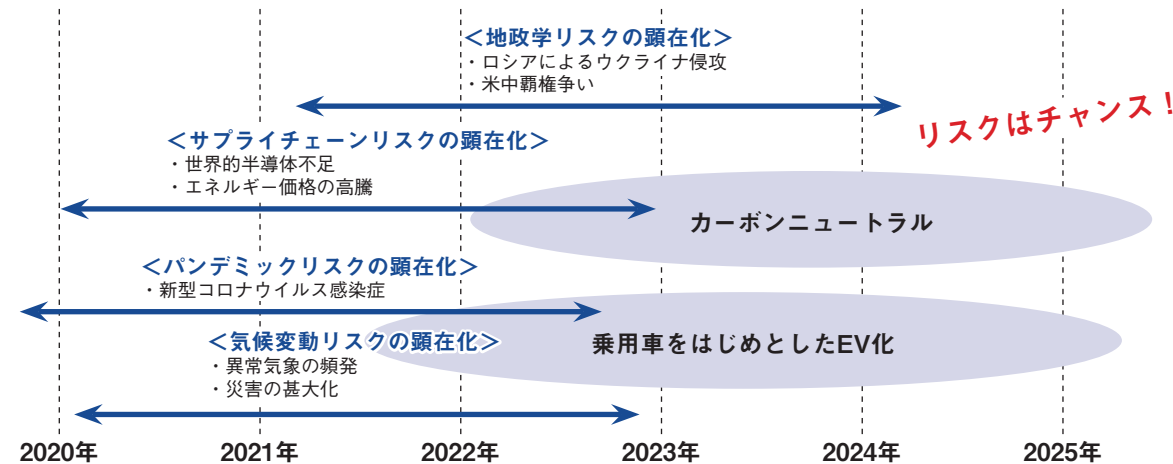 ＜地政学リスクの顕在化＞
・ロシアによるウクライナ侵攻
・米中覇権争い
リスクはチャンス！
＜サプライチェーンリスクの顕在化＞
・世界的半導体不足
・エネルギー価格の高騰
カーボンニュートラル
＜パンデミックリスクの顕在化＞
・新型コロナウイルス感染症
＜気候変動リスクの顕在化＞
・異常気象の頻発
・災害の甚大化
乗用車をはじめとしたEV化
2020年
2021年
2022年
2023年
2024年
2025年